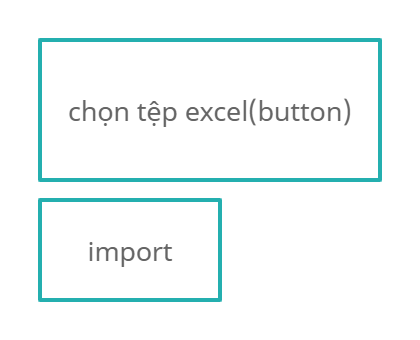 chọn tệp excel(button)
import